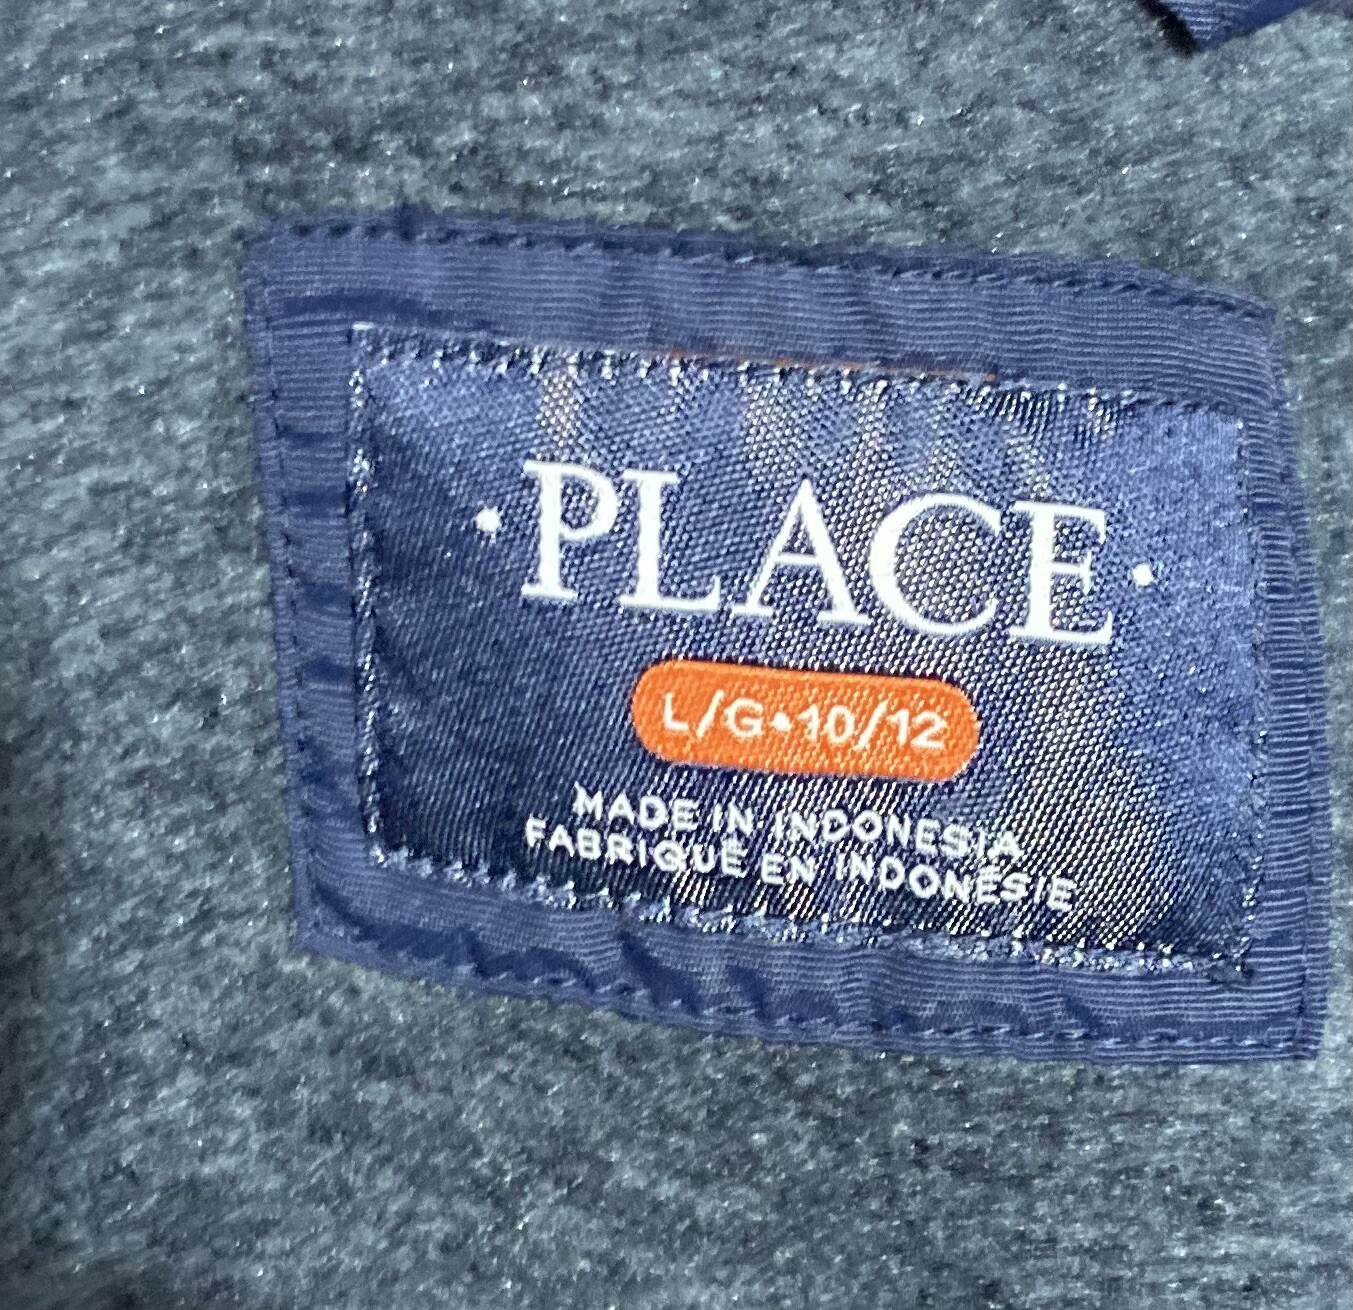 ·PLACE·
L/G•10/12
MADE IN INDONESIA
FABRIQUÉ EN INDONÉSIE